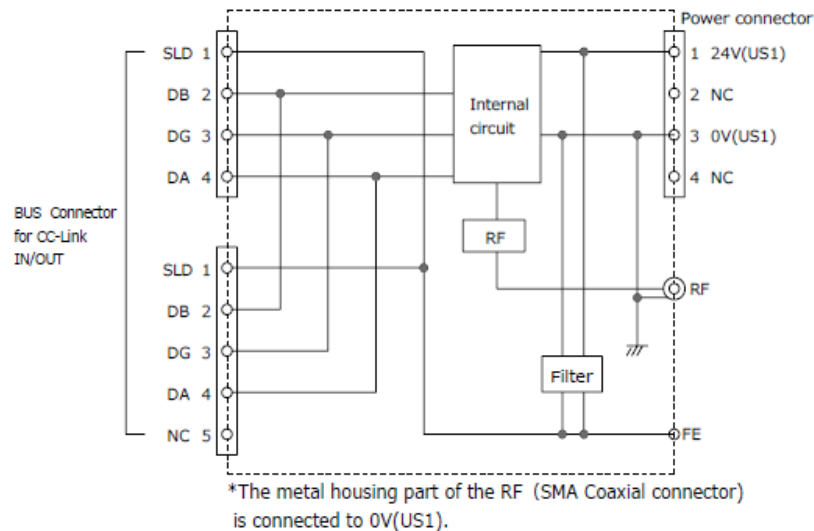 Power connector
SLD 1
DB 2
DG 3
DA 4
Internal
circuit
1 24V(US1)
2 NC
3 0V(US1)
4 NC
BUS Connector
for CC-Link
IN/OUT
RF
SLD 1
DB 2
DG 3
DA 4
NC 5
RF
Filter
FE
*The metal housing part of the RF (SMA Coaxial connector)
is connected to 0V(US1).